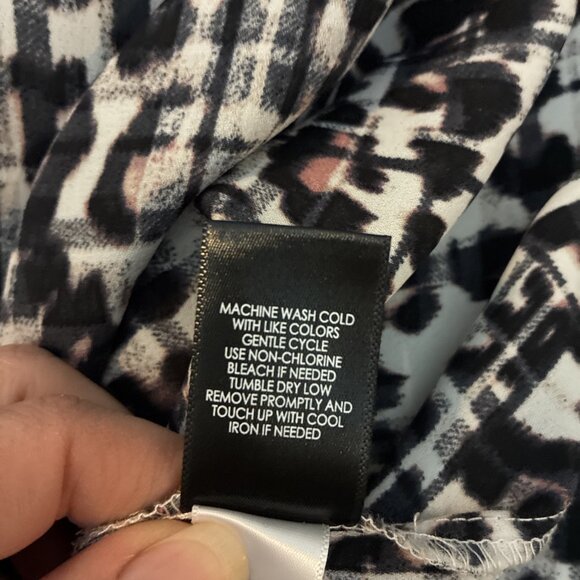 MACHINE WASH COLD
WITH LIKE COLORS
GENTLE CYCLE
USE NON-CHLORINE
BLEACH IF NEEDED
TUMBLE DRY LOW
REMOVE PROMPTLY AND
TOUCH UP WITH COOL
IRON IF NEEDED